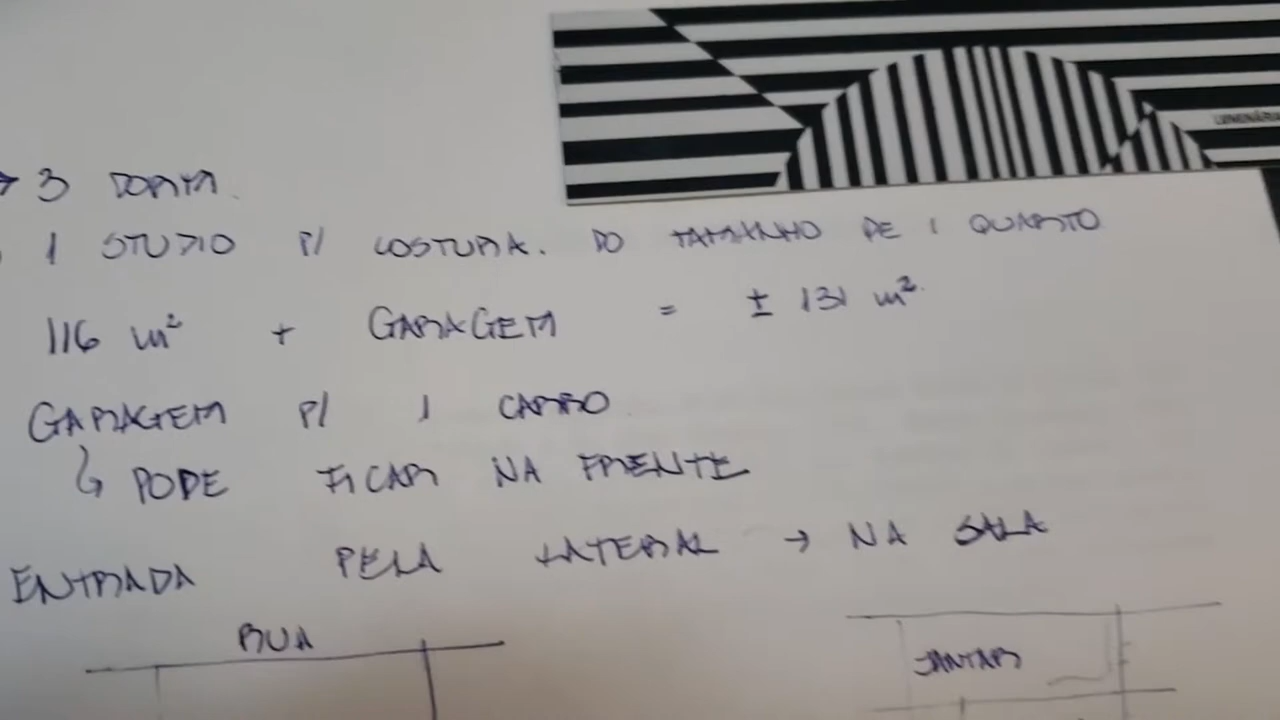 → 3 DORM.
1 STUDIO P/ COSTURA. DO TAMANHO DE 1 QUARTO
116 m² + GARAGEM = ± 131 m².
GARAGEM P/ 1 CARRO
↳ PODE FICAR NA FRENTE
ENTRADA PELA LATERAL → NA SALA
RUA
JANTAR